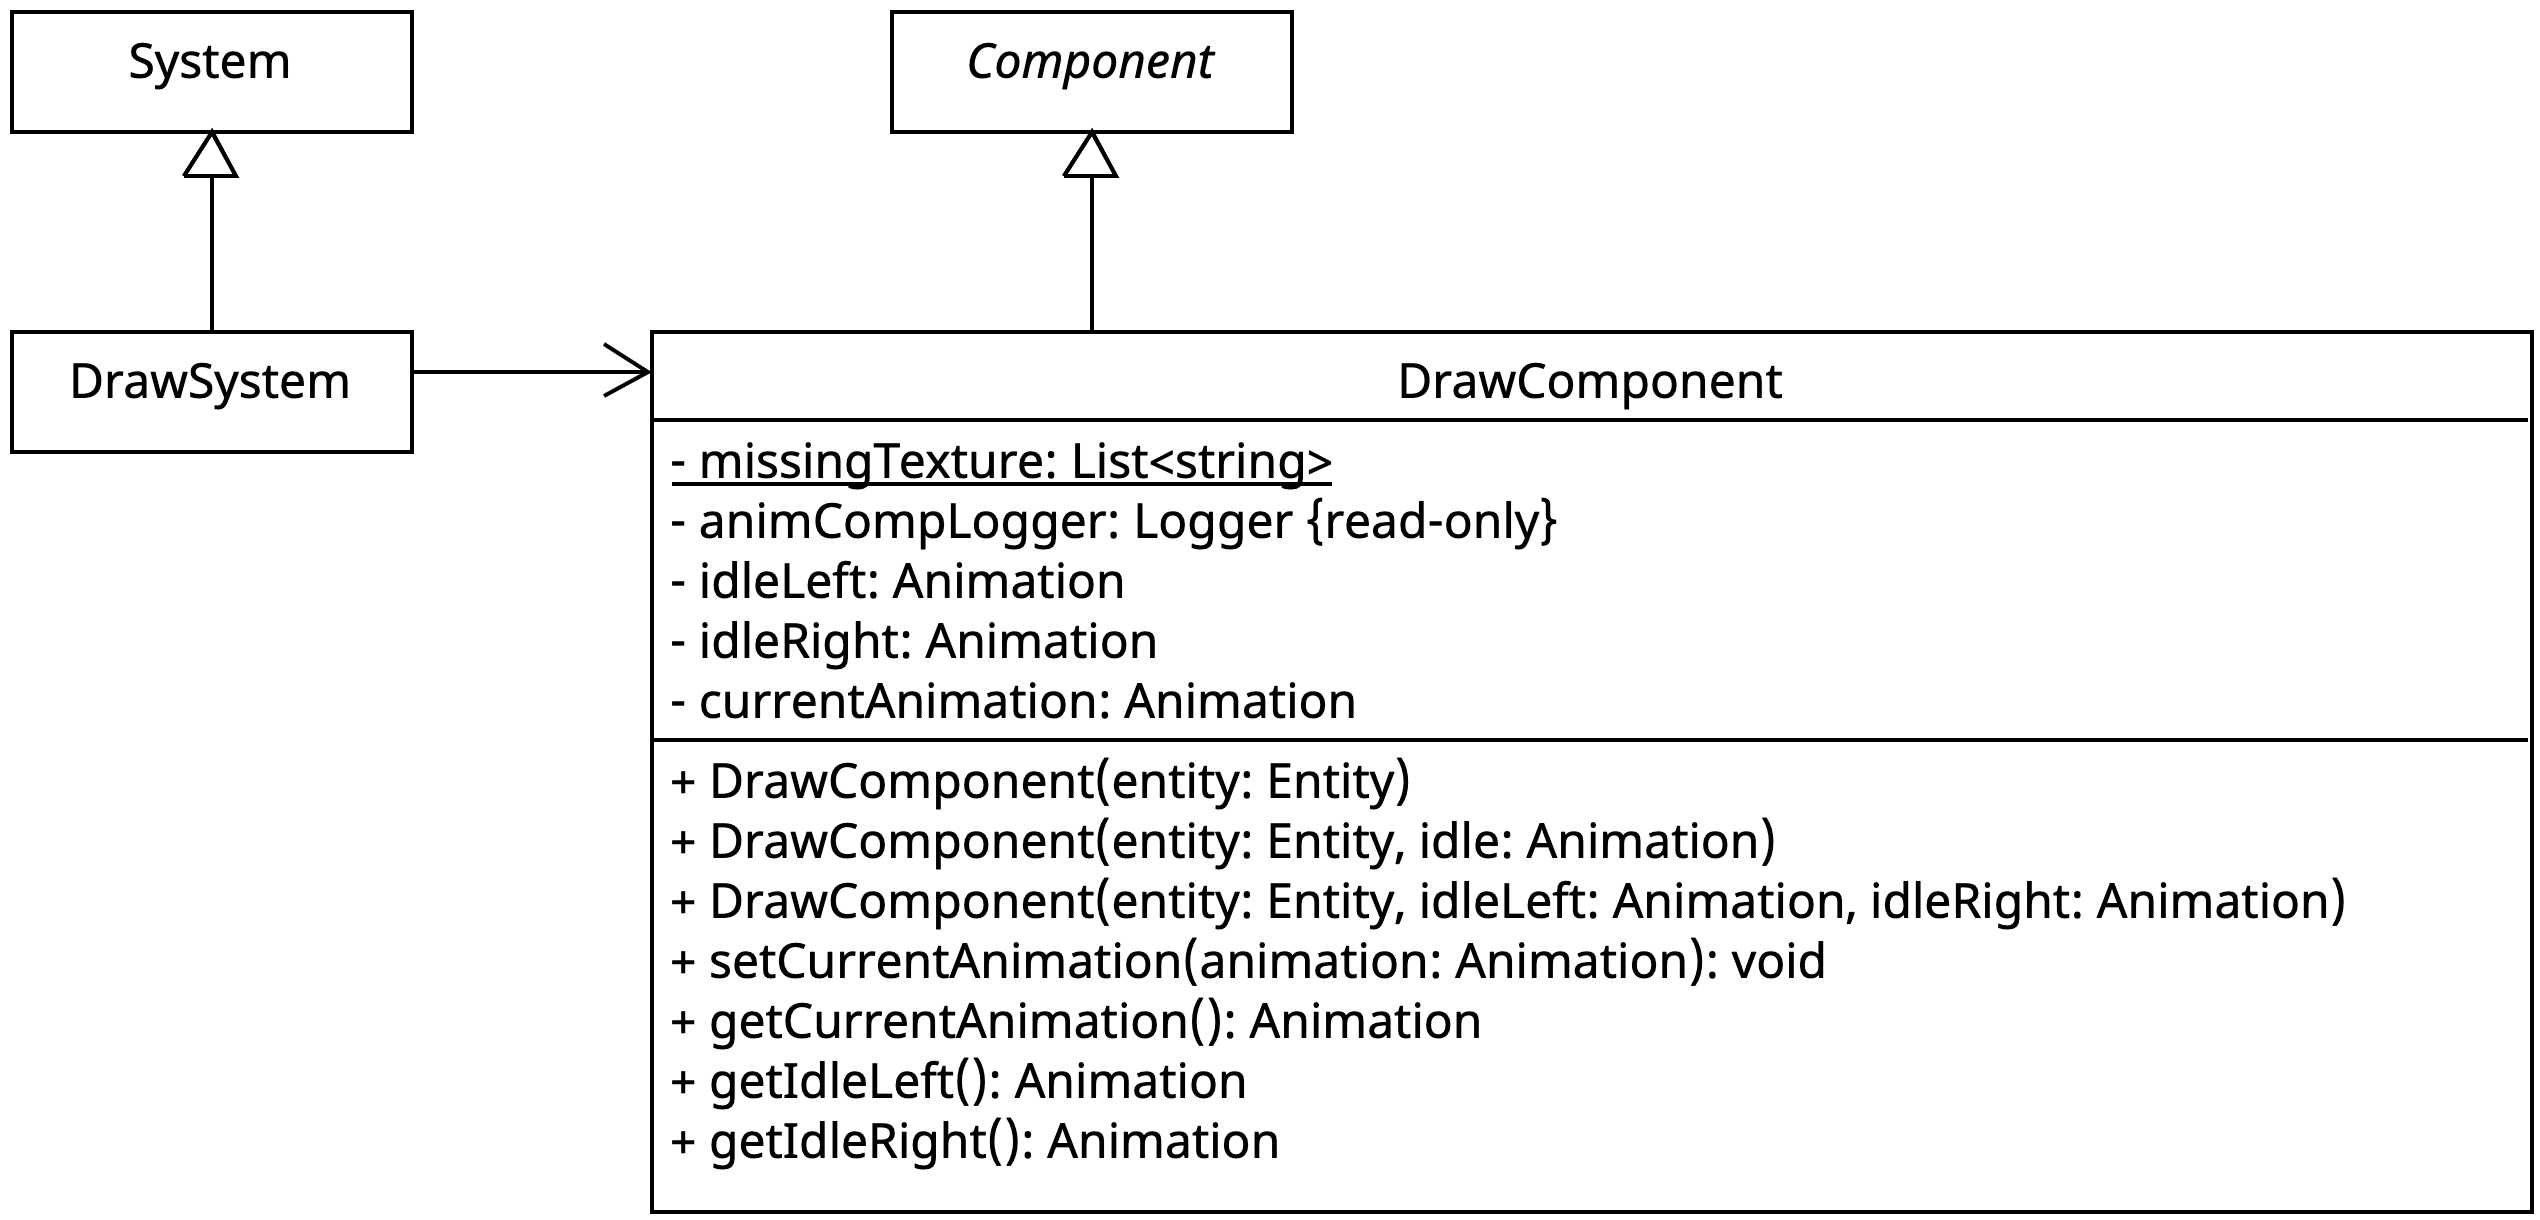 System
Component
DrawSystem
DrawComponent
- missingTexture: List<string>
- animCompLogger: Logger {read-only}
- idleLeft: Animation
- idleRight: Animation
- currentAnimation: Animation
+ DrawComponent(entity: Entity)
+ DrawComponent(entity: Entity, idle: Animation)
+ DrawComponent(entity: Entity, idleLeft: Animation, idleRight: Animation)
+ setCurrentAnimation(animation: Animation): void
+ getCurrentAnimation(): Animation
+ getIdleLeft(): Animation
+ getIdleRight(): Animation